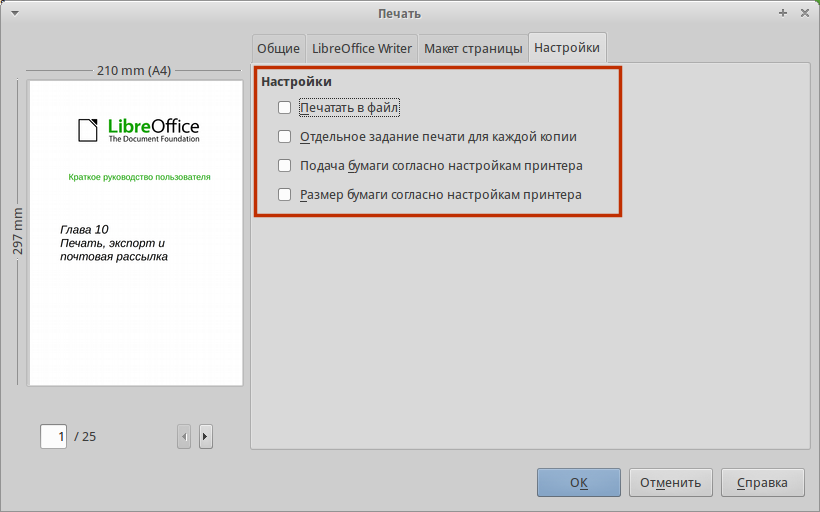 Печать
Общие
LibreOffice Writer
Макет страницы
Настройки
210 mm (A4)
297 mm
LibreOffice
The Document Foundation
Краткое руководство пользователя
Глава 10
Печать, экспорт и
почтовая рассылка
1 / 25
Настройки
Печатать в файл
Отдельное задание печати для каждой копии
Подача бумаги согласно настройкам принтера
Размер бумаги согласно настройкам принтера
OK
Отменить
Справка